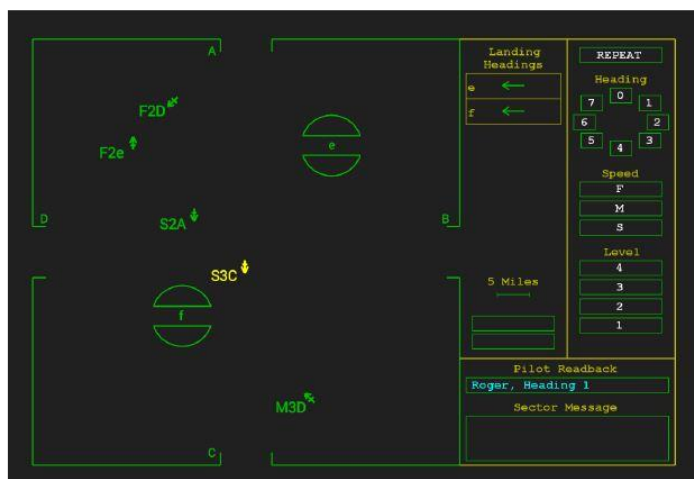 A
F2D
F2e
e
S2A
D
B
S3C
f
M3D
C
Landing
Headings
e
f
5 Miles
REPEAT
Heading
0
7 1
6 2
5 3
4
Speed
F
M
S
Level
4
3
2
1
Pilot Readback
Roger, Heading 1
Sector Message